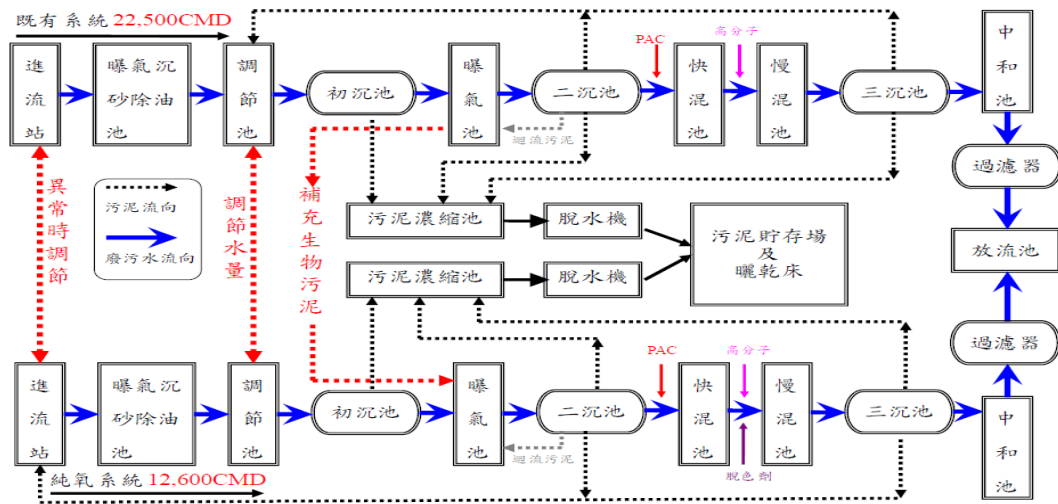 既有系統 22,500CMD
進流站
曝氣沉砂除油池
調節池
初沉池
曝氣池
二沉池
PAC
快混池
高分子
慢混池
三沉池
中和池
迴流污泥
過濾器
異常時調節
污泥流向
廢污水流向
調節水量
補充生物污泥
污泥濃縮池
脫水機
污泥貯存場
及
曬乾床
放流池
污泥濃縮池
脫水機
過濾器
進流站
曝氣沉砂除油池
調節池
初沉池
曝氣池
二沉池
PAC
快混池
高分子
慢混池
三沉池
中和池
迴流污泥
脫色劑
純氧系統 12,600CMD